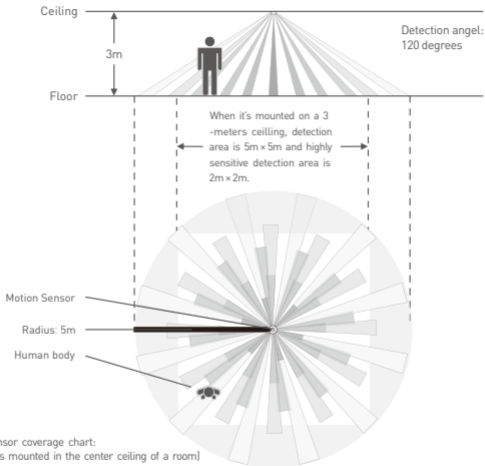 Ceiling
Detection angel:
120 degrees
3m
Floor
When it's mounted on a 3
-meters ceilling, detection
area is 5m×5m and highly
sensitive detection area is
2m×2m.
Motion Sensor
Radius: 5m
Human body
nsor coverage chart:
s mounted in the center ceiling of a room)